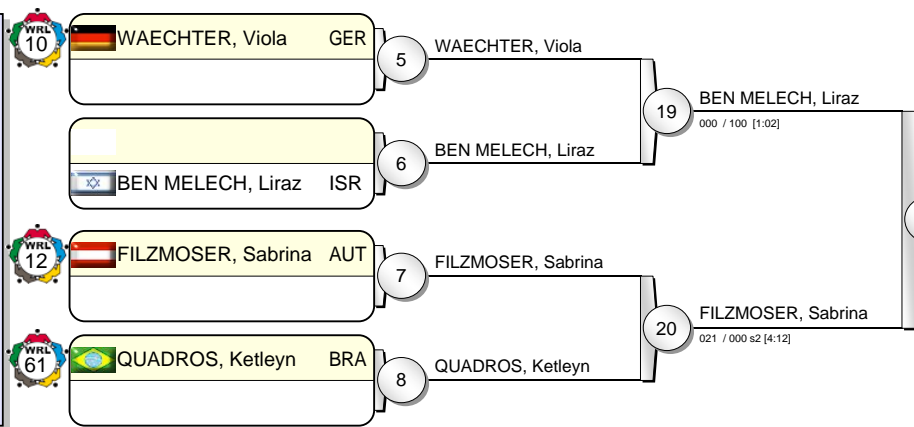 WRL
10
WAECHTER, Viola GER
5
WAECHTER, Viola
19
BEN MELECH, Liraz
000 / 100 [1:02]
6
BEN MELECH, Liraz
BEN MELECH, Liraz ISR
WRL
12
FILZMOSER, Sabrina AUT
7
FILZMOSER, Sabrina
20
FILZMOSER, Sabrina
021 / 000 s2 [4:12]
WRL
61
QUADROS, Ketleyn BRA
8
QUADROS, Ketleyn